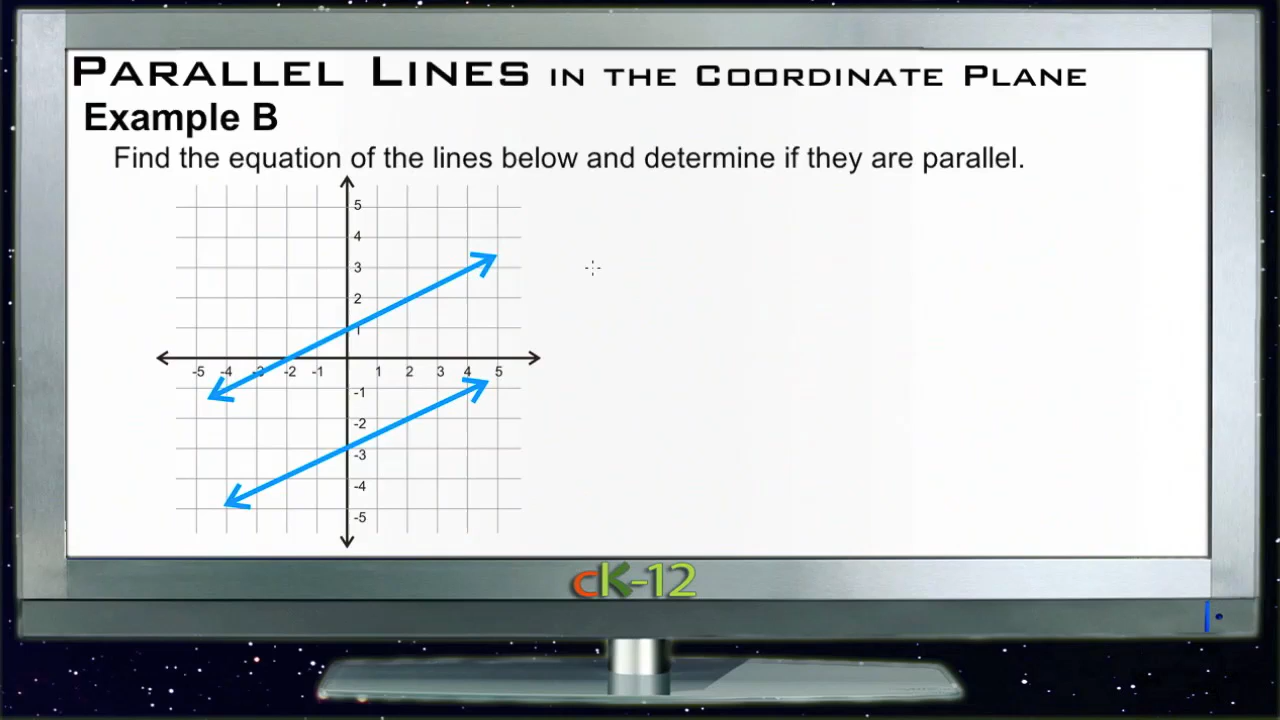 PARALLEL LINES IN THE COORDINATE PLANE
Example B
Find the equation of the lines below and determine if they are parallel.
5
4
3
2
1
-5 -4 -3 -2 -1 1 2 3 4 5
-1
-2
-3
-4
-5
cK-12